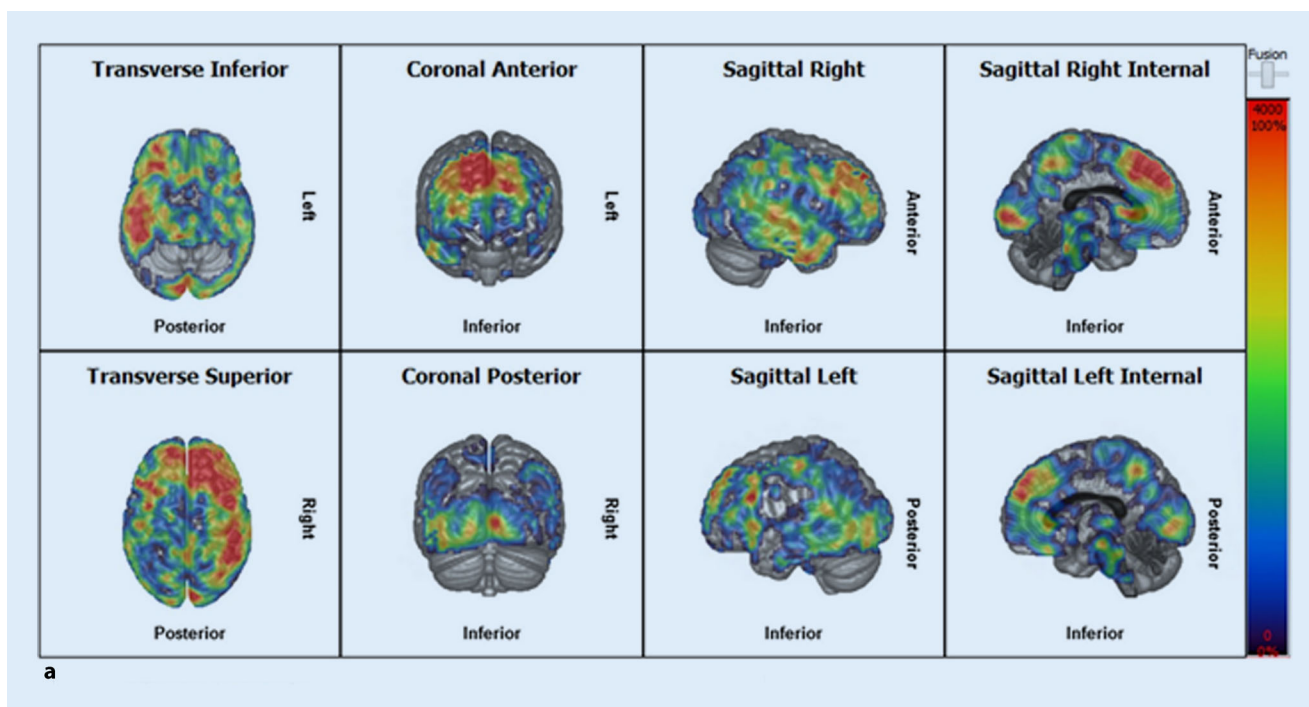 Transverse Inferior
Coronal Anterior
Sagittal Right
Sagittal Right Internal
Fusion
4000
100%
Left
Left
Anterior
Anterior
Posterior
Inferior
Inferior
Inferior
Transverse Superior
Coronal Posterior
Sagittal Left
Sagittal Left Internal
Right
Right
Posterior
Posterior
Posterior
Inferior
Inferior
Inferior
0
0%
a